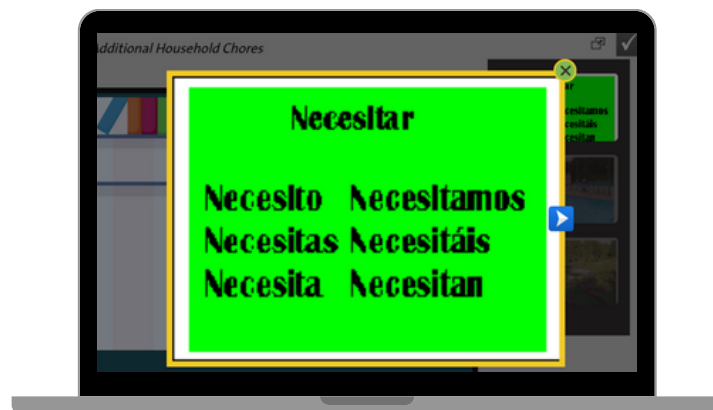 Additional Household Chores
Necesitar
Necesito Necesitamos
Necesitas Necesitáis
Necesita Necesitan